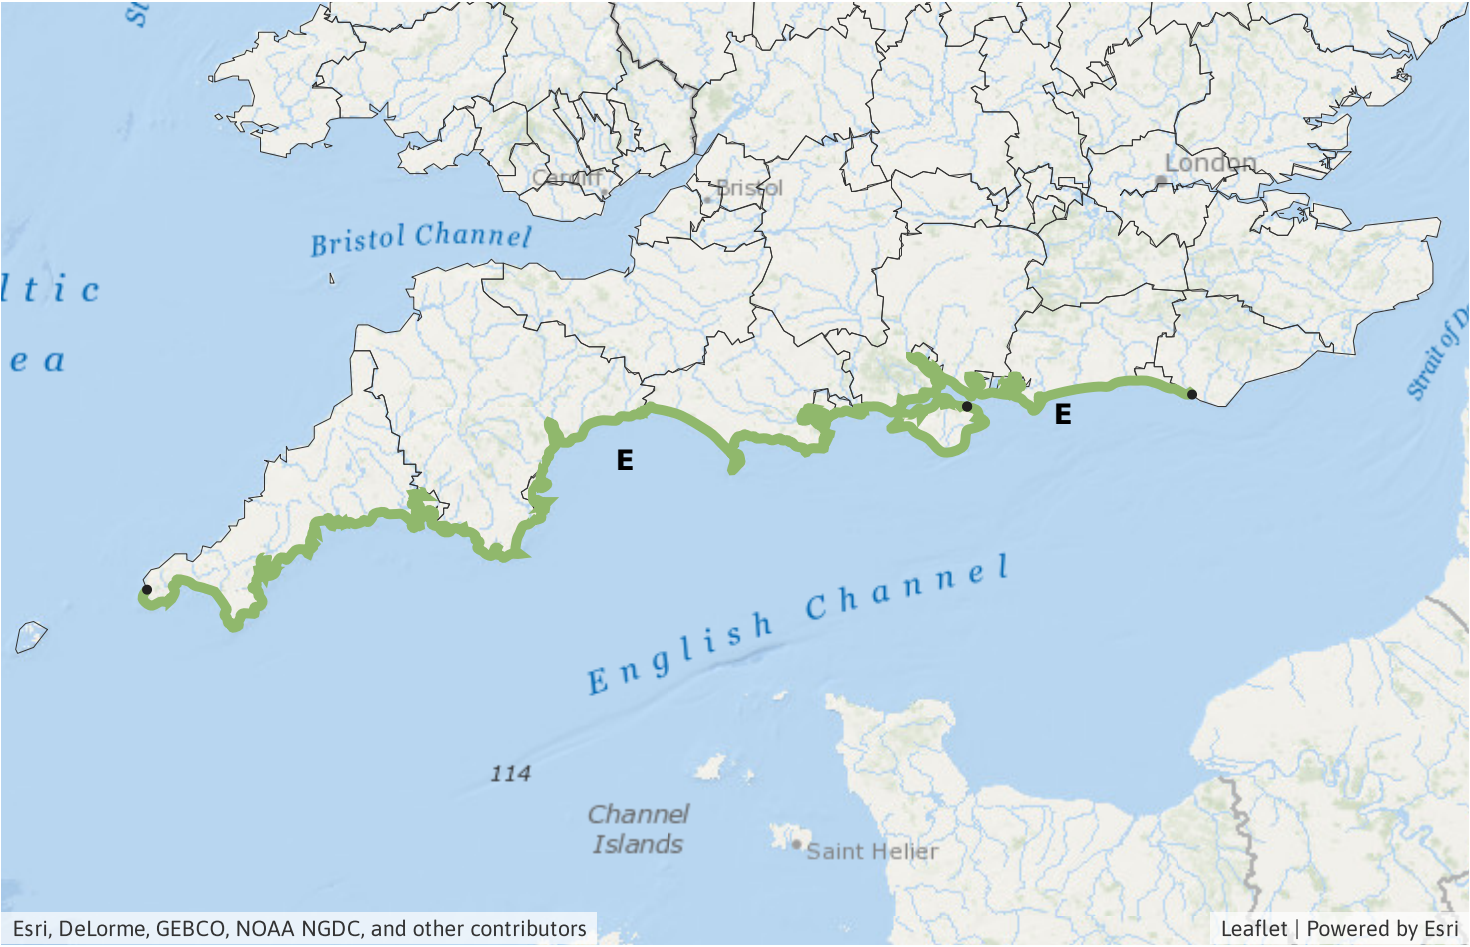 St
London
Cardiff
Bristol
Bristol Channel
ltic
ea
Strait of D
E
E
English Channel
114
Channel
Islands
Saint Helier
Esri, DeLorme, GEBCO, NOAA NGDC, and other contributors
Leaflet | Powered by Esri